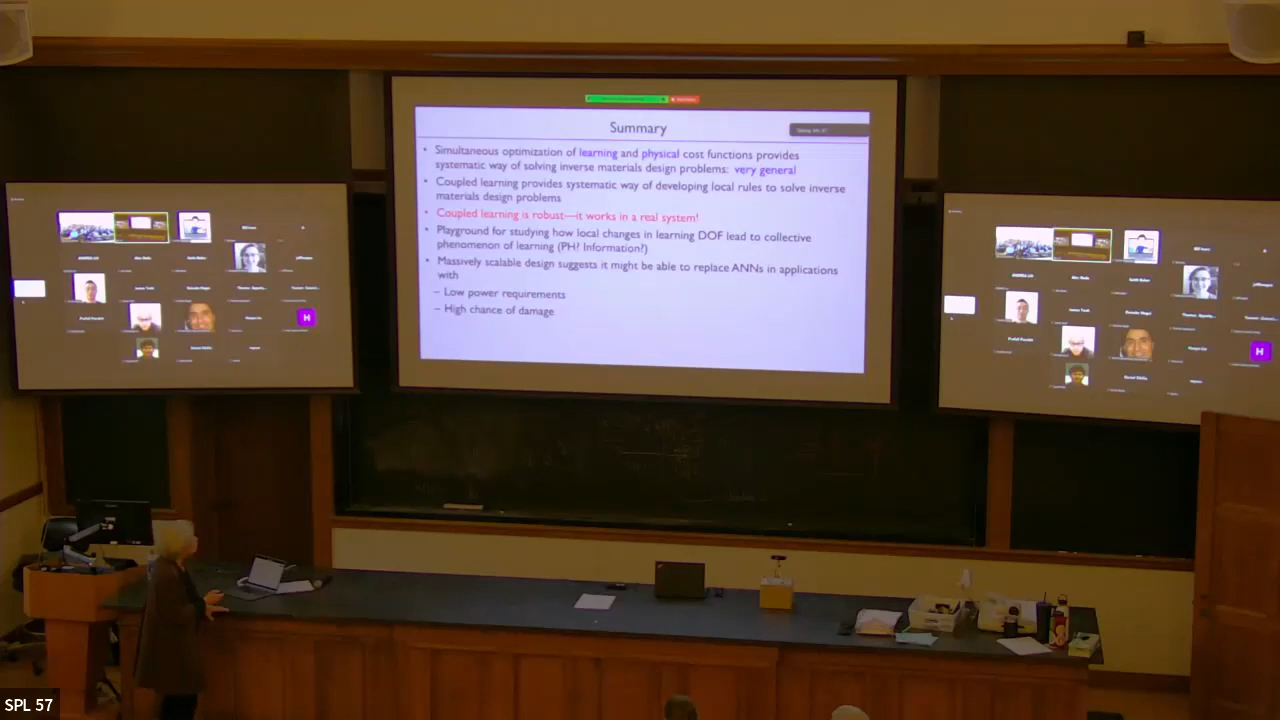 Summary
• Simultaneous optimization of learning and physical cost functions provides
systematic way of solving inverse materials design problems: very general
• Coupled learning provides systematic way of developing local rules to solve inverse
materials design problems
• Coupled learning is robust—it works in a real system!
• Playground for studying how local changes in learning DOF lead to collective
phenomenon of learning (PH? Information?)
• Massively scalable design suggests it might be able to replace ANNs in applications
with
– Low power requirements
– High chance of damage
H
H
SPL 57